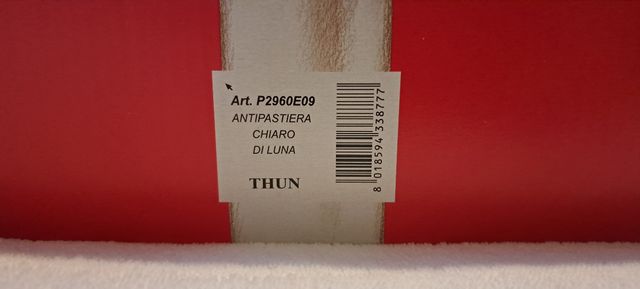 Art. P2960E09
ANTIPASTIERA
CHIARO
DI LUNA
THUN
8 018594 338777